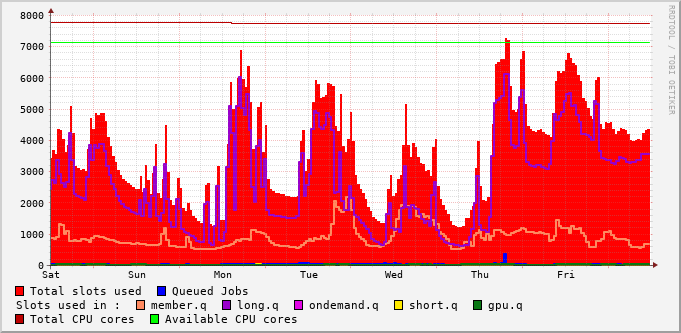 8000
7000
6000
5000
4000
3000
2000
1000
0
Sat Sun Mon Tue Wed Thu Fri
RRDTOOL / TOBI OETIKER
Total slots used Queued Jobs
Slots used in : member.q long.q ondemand.q short.q gpu.q
Total CPU cores Available CPU cores